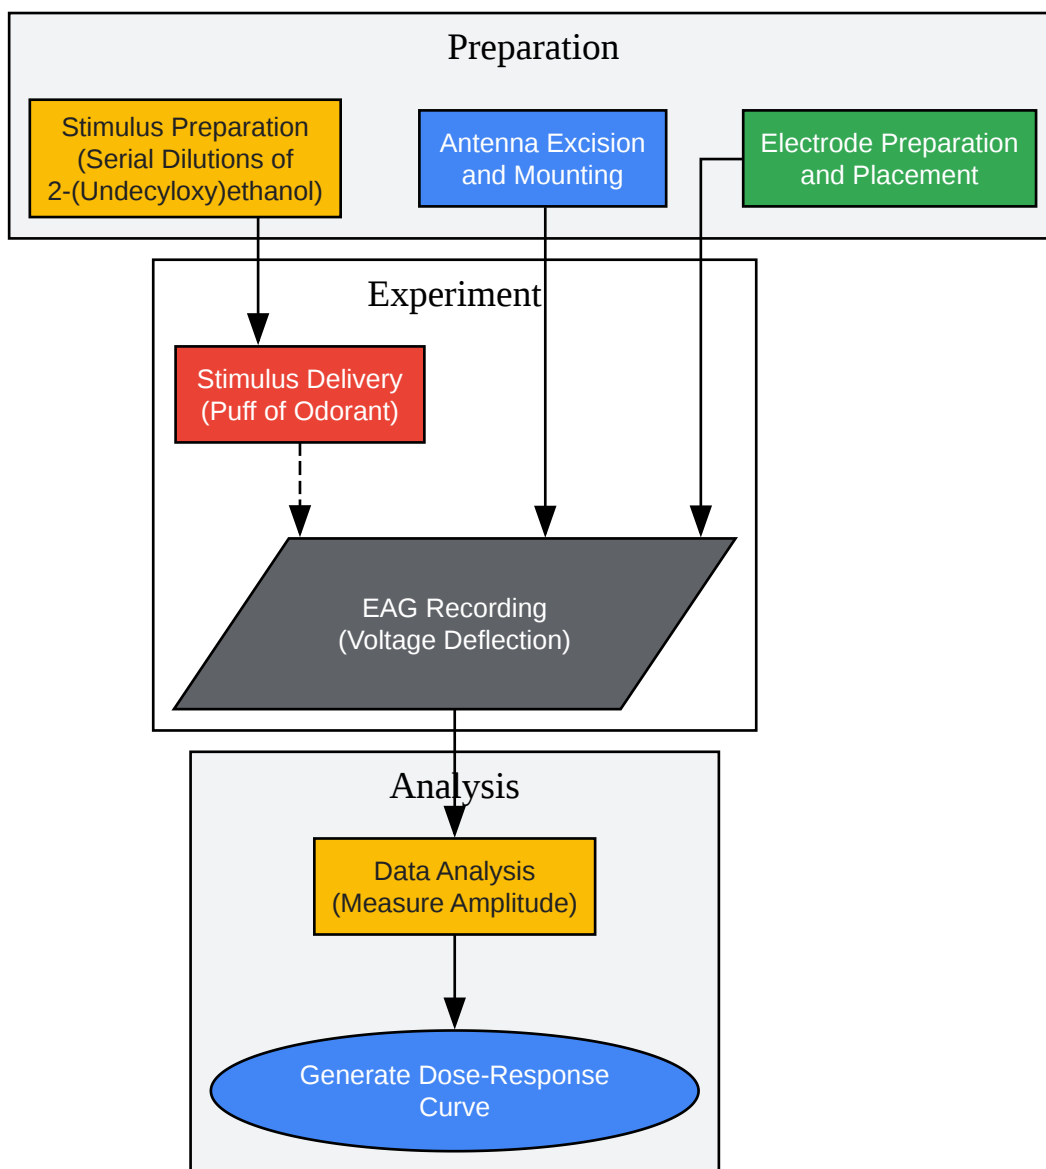 Preparation
Stimulus Preparation
(Serial Dilutions of
2-(Undecyloxy)ethanol)
Antenna Excision
and Mounting
Electrode Preparation
and Placement
Experiment
Stimulus Delivery
(Puff of Odorant)
EAG Recording
(Voltage Deflection)
Analysis
Data Analysis
(Measure Amplitude)
Generate Dose-Response
Curve